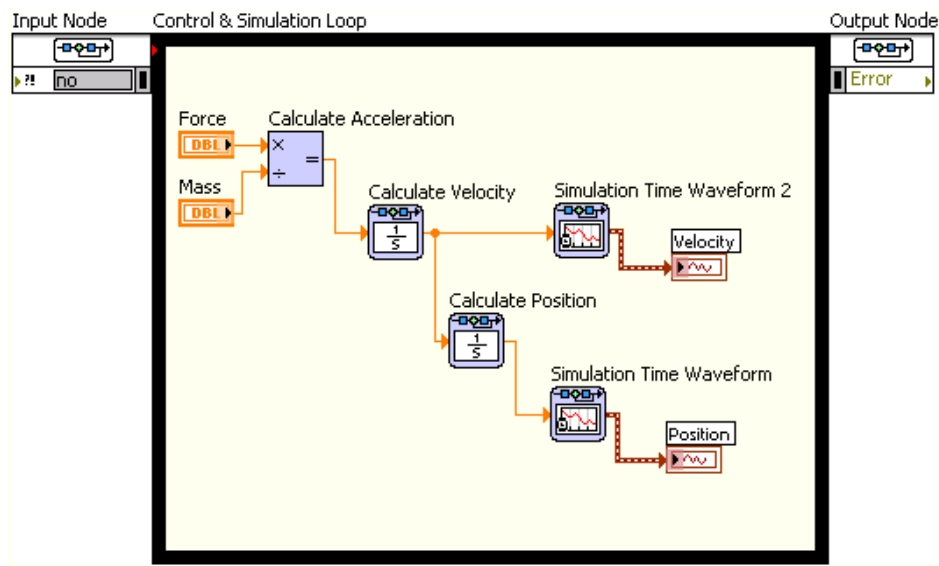 Input Node
Control & Simulation Loop
Output Node
?! no
Error
Force
Calculate Acceleration
DBL
×
÷
=
Mass
DBL
Calculate Velocity
1
S
Simulation Time Waveform 2
Velocity
Calculate Position
1
S
Simulation Time Waveform
Position